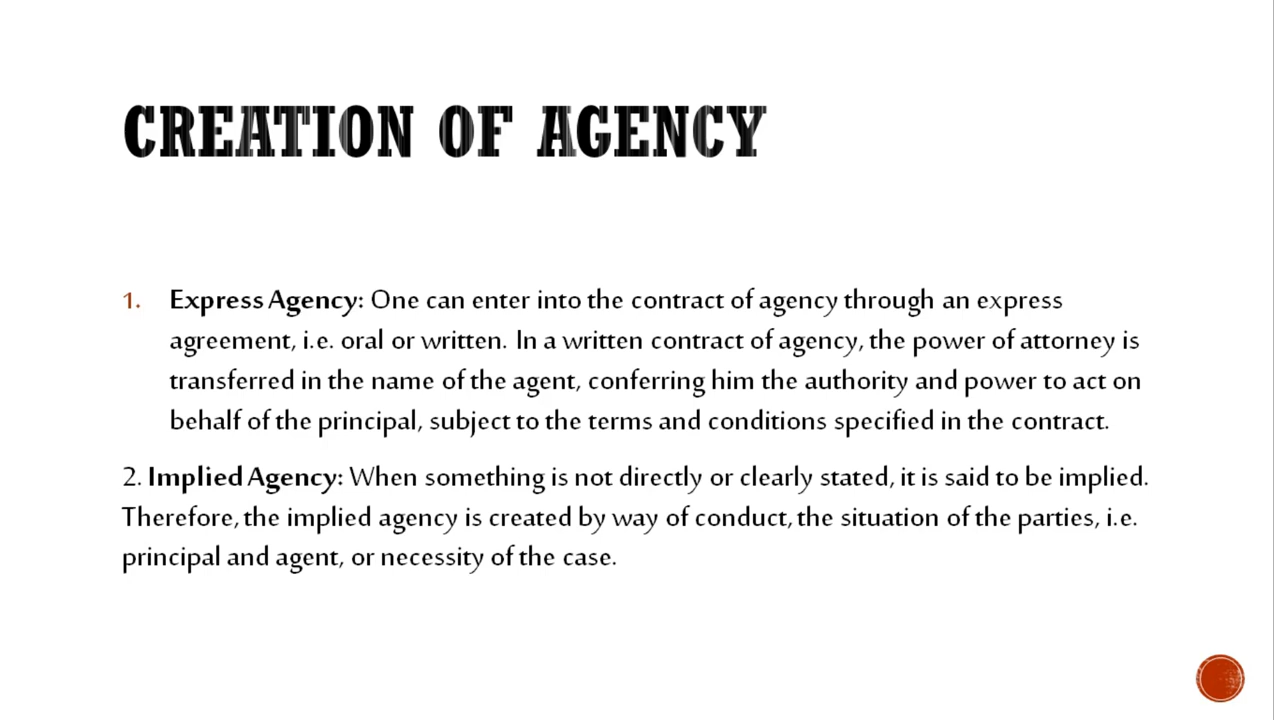 CREATION OF AGENCY
1. Express Agency: One can enter into the contract of agency through an express
agreement, i.e. oral or written. In a written contract of agency, the power of attorney is
transferred in the name of the agent, conferring him the authority and power to act on
behalf of the principal, subject to the terms and conditions specified in the contract.
2. Implied Agency: When something is not directly or clearly stated, it is said to be implied.
Therefore, the implied agency is created by way of conduct, the situation of the parties, i.e.
principal and agent, or necessity of the case.